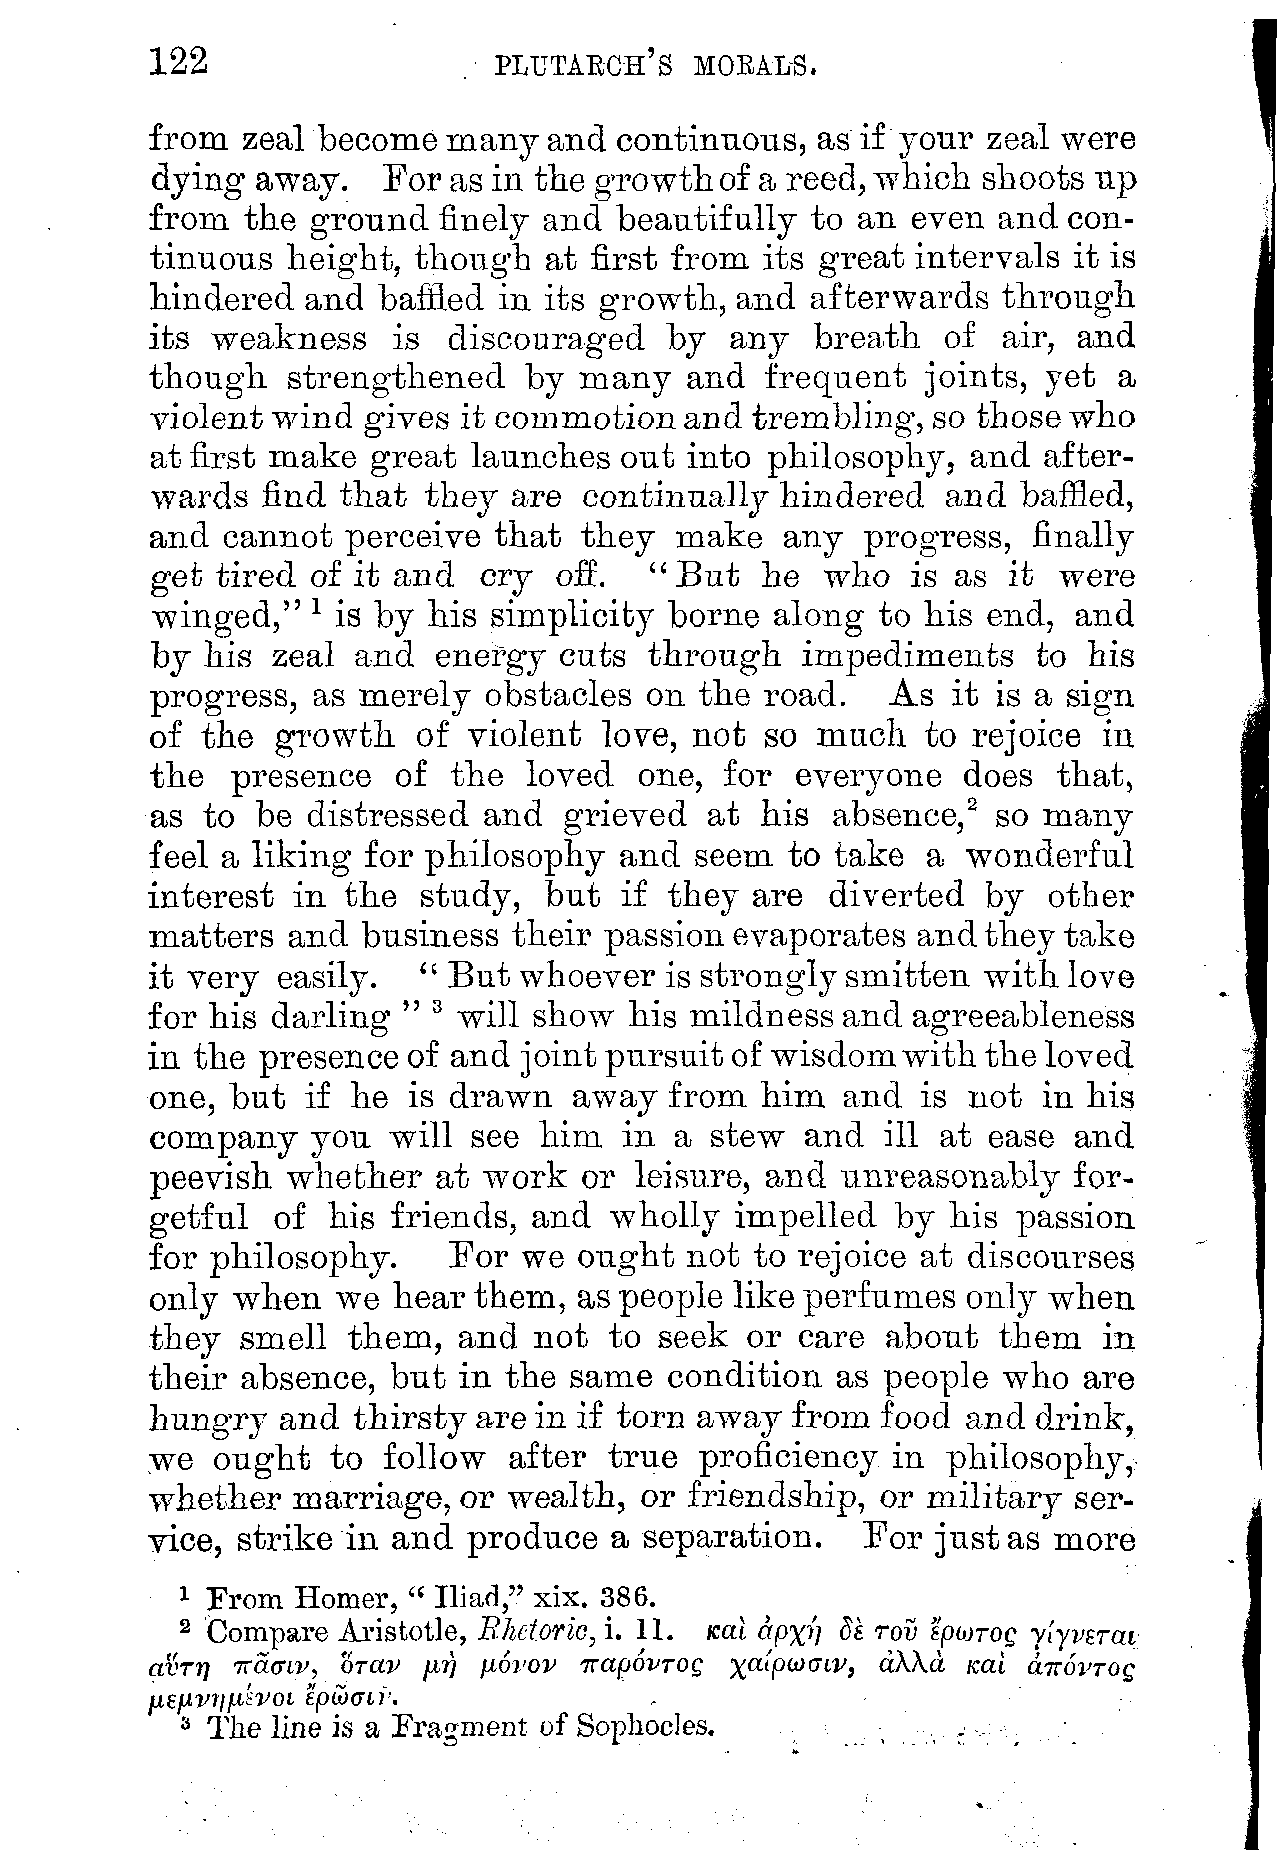 122 PLUTARCH'S MORALS.
from zeal become many and continuous, as if your zeal were
dying away. For as in the growth of a reed, which shoots up
from the ground finely and beautifully to an even and con-
tinuous height, though at first from its great intervals it is
hindered and baffled in its growth, and afterwards through
its weakness is discouraged by any breath of air, and
though strengthened by many and frequent joints, yet a
violent wind gives it commotion and trembling, so those who
at first make great launches out into philosophy, and after-
wards find that they are continually hindered and baffled,
and cannot perceive that they make any progress, finally
get tired of it and cry off. “But he who is as it were
winged,” ¹ is by his simplicity borne along to his end, and
by his zeal and energy cuts through impediments to his
progress, as merely obstacles on the road. As it is a sign
of the growth of violent love, not so much to rejoice in
the presence of the loved one, for everyone does that,
as to be distressed and grieved at his absence,² so many
feel a liking for philosophy and seem to take a wonderful
interest in the study, but if they are diverted by other
matters and business their passion evaporates and they take
it very easily. “But whoever is strongly smitten with love
for his darling” ³ will show his mildness and agreeableness
in the presence of and joint pursuit of wisdom with the loved
one, but if he is drawn away from him and is not in his
company you will see him in a stew and ill at ease and
peevish whether at work or leisure, and unreasonably for-
getful of his friends, and wholly impelled by his passion
for philosophy. For we ought not to rejoice at discourses
only when we hear them, as people like perfumes only when
they smell them, and not to seek or care about them in
their absence, but in the same condition as people who are
hungry and thirsty are in if torn away from food and drink,
we ought to follow after true proficiency in philosophy,
whether marriage, or wealth, or friendship, or military ser-
vice, strike in and produce a separation. For just as more
¹ From Homer, “Iliad,” xix. 386.
² Compare Aristotle, Rhetoric, i. 11. καὶ ἀρχὴ δὲ τοῦ ἔρωτος γίγνεται
αὕτη πᾶσιν, ὅταν μὴ μόνον παρόντος χαίρωσιν, ἀλλὰ καὶ ἀπόντος
μεμνημένοι ἐρῶσιν.
³ The line is a Fragment of Sophocles.